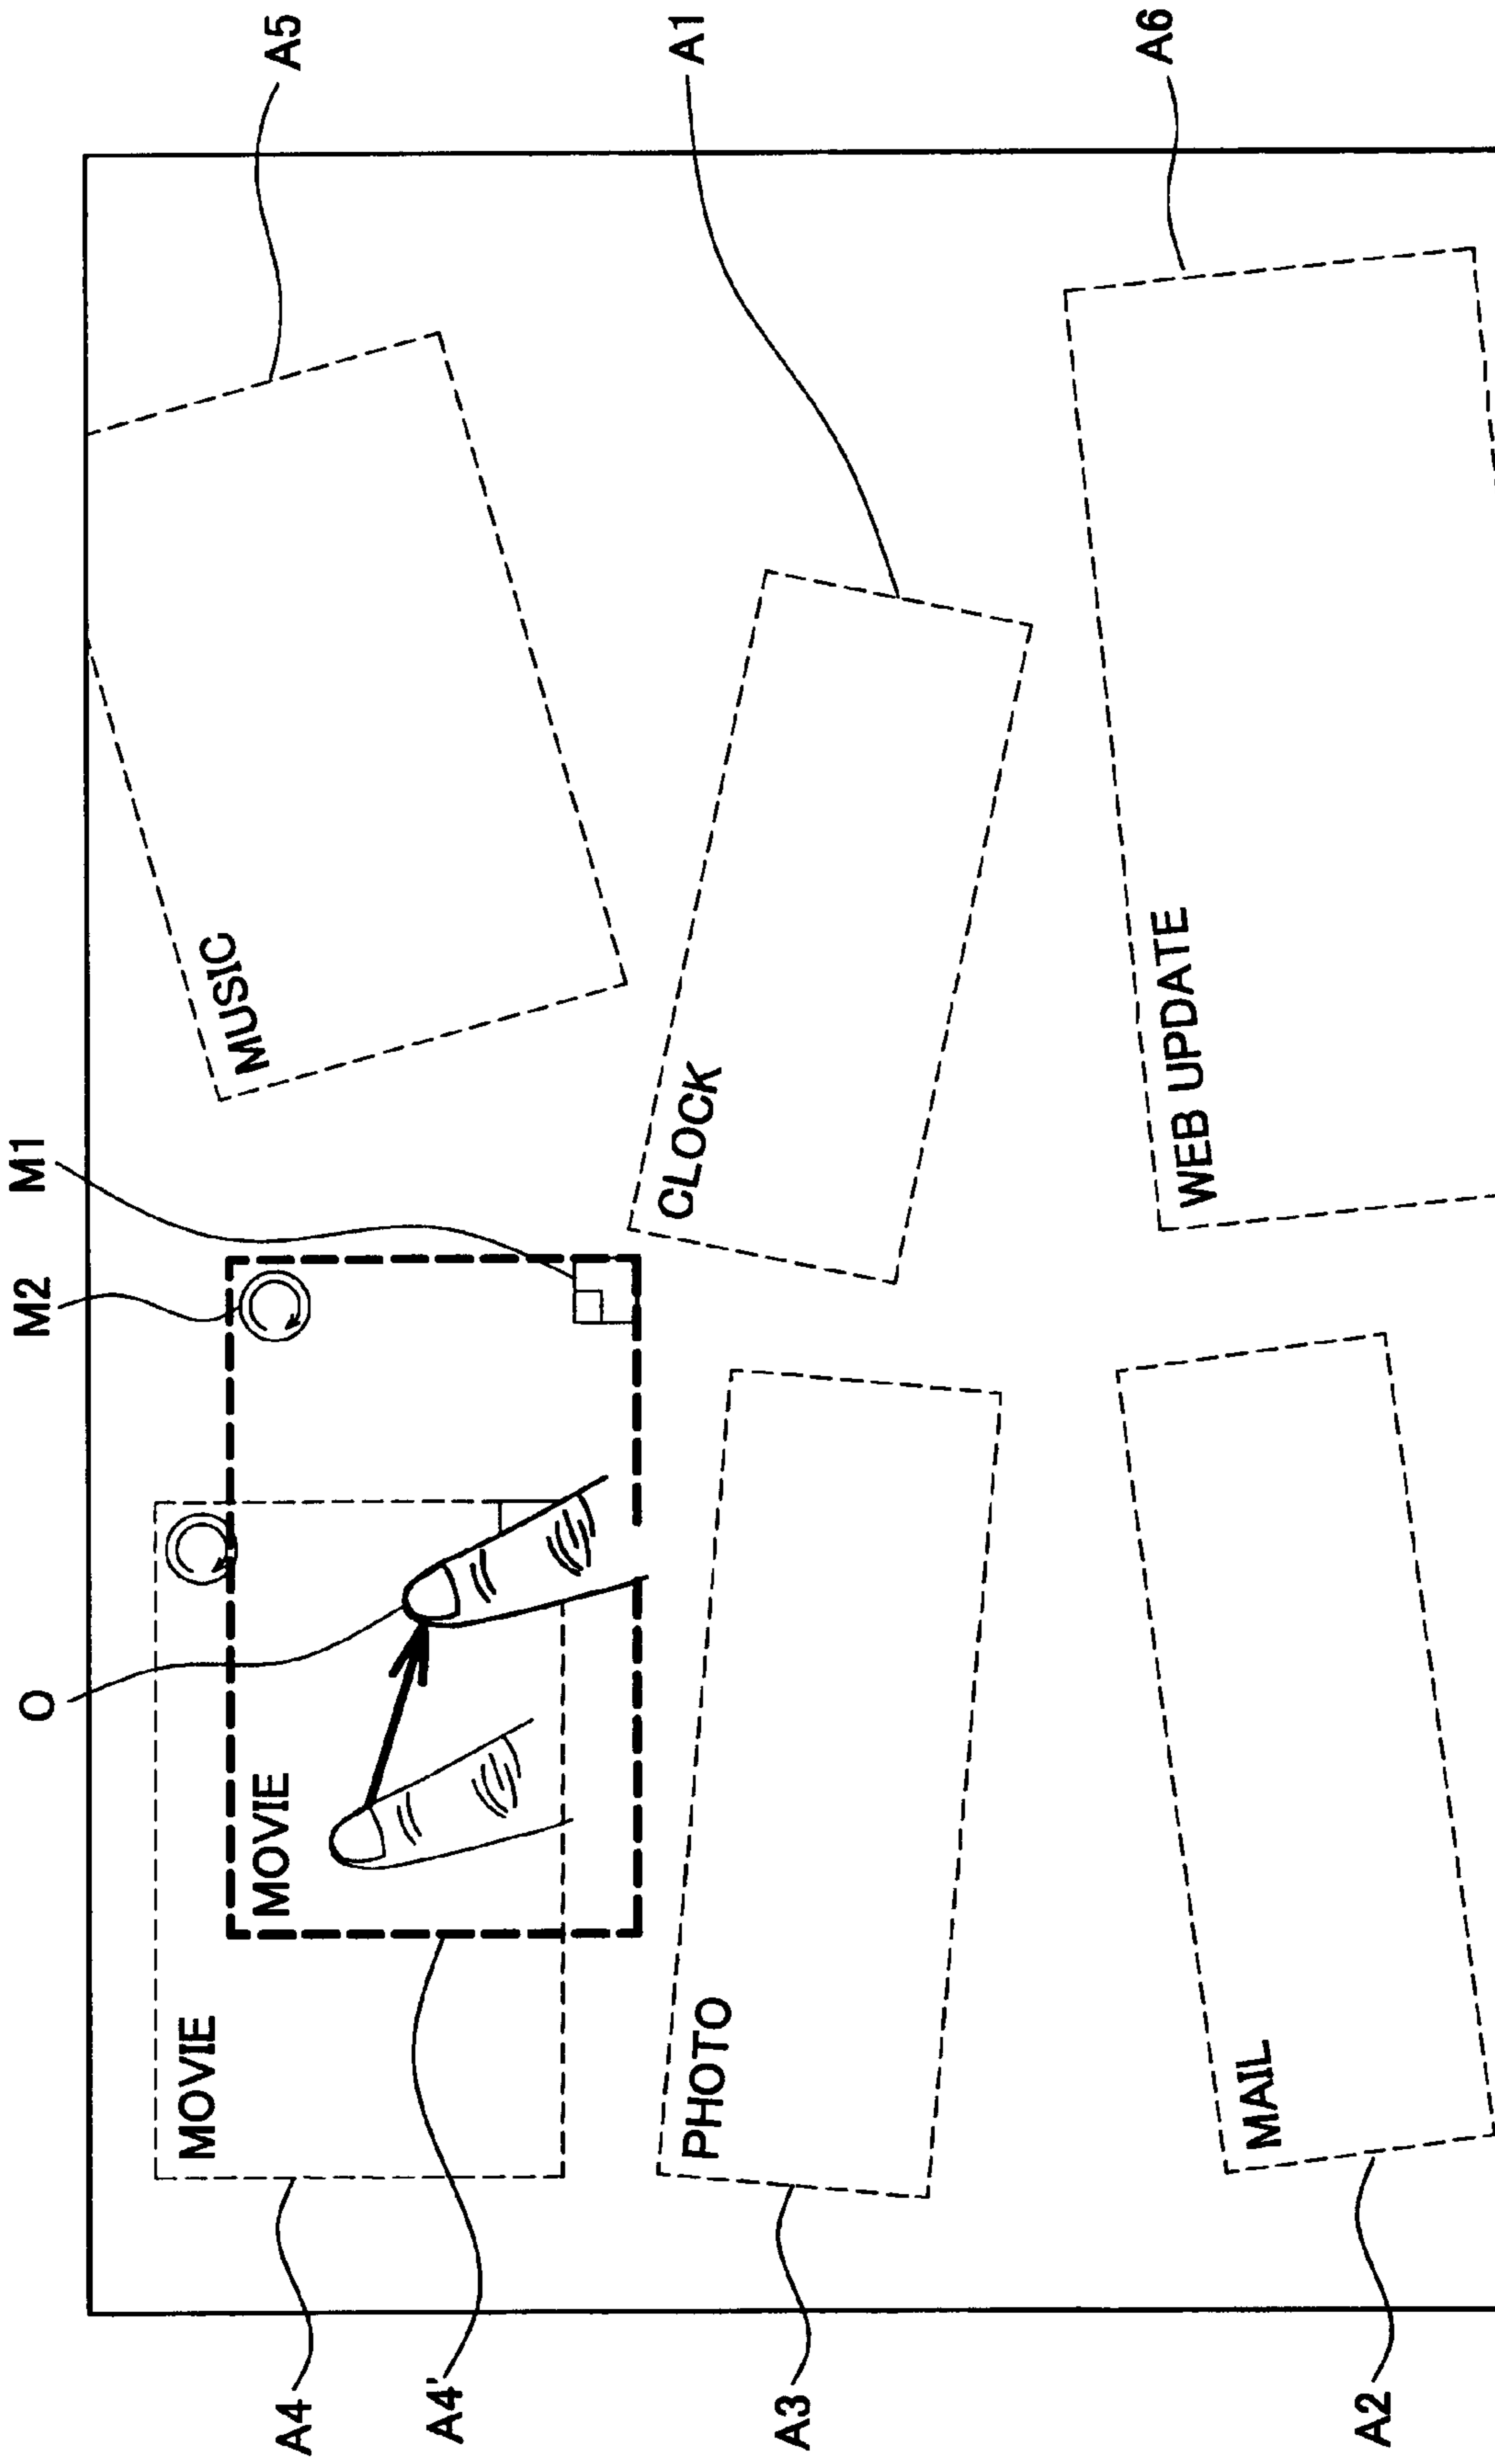 O
M2
M1
A4
A4'
A3
A2
A5
A1
A6
MOVIE
MOVIE
MUSIC
PHOTO
CLOCK
MAIL
WEB UPDATE